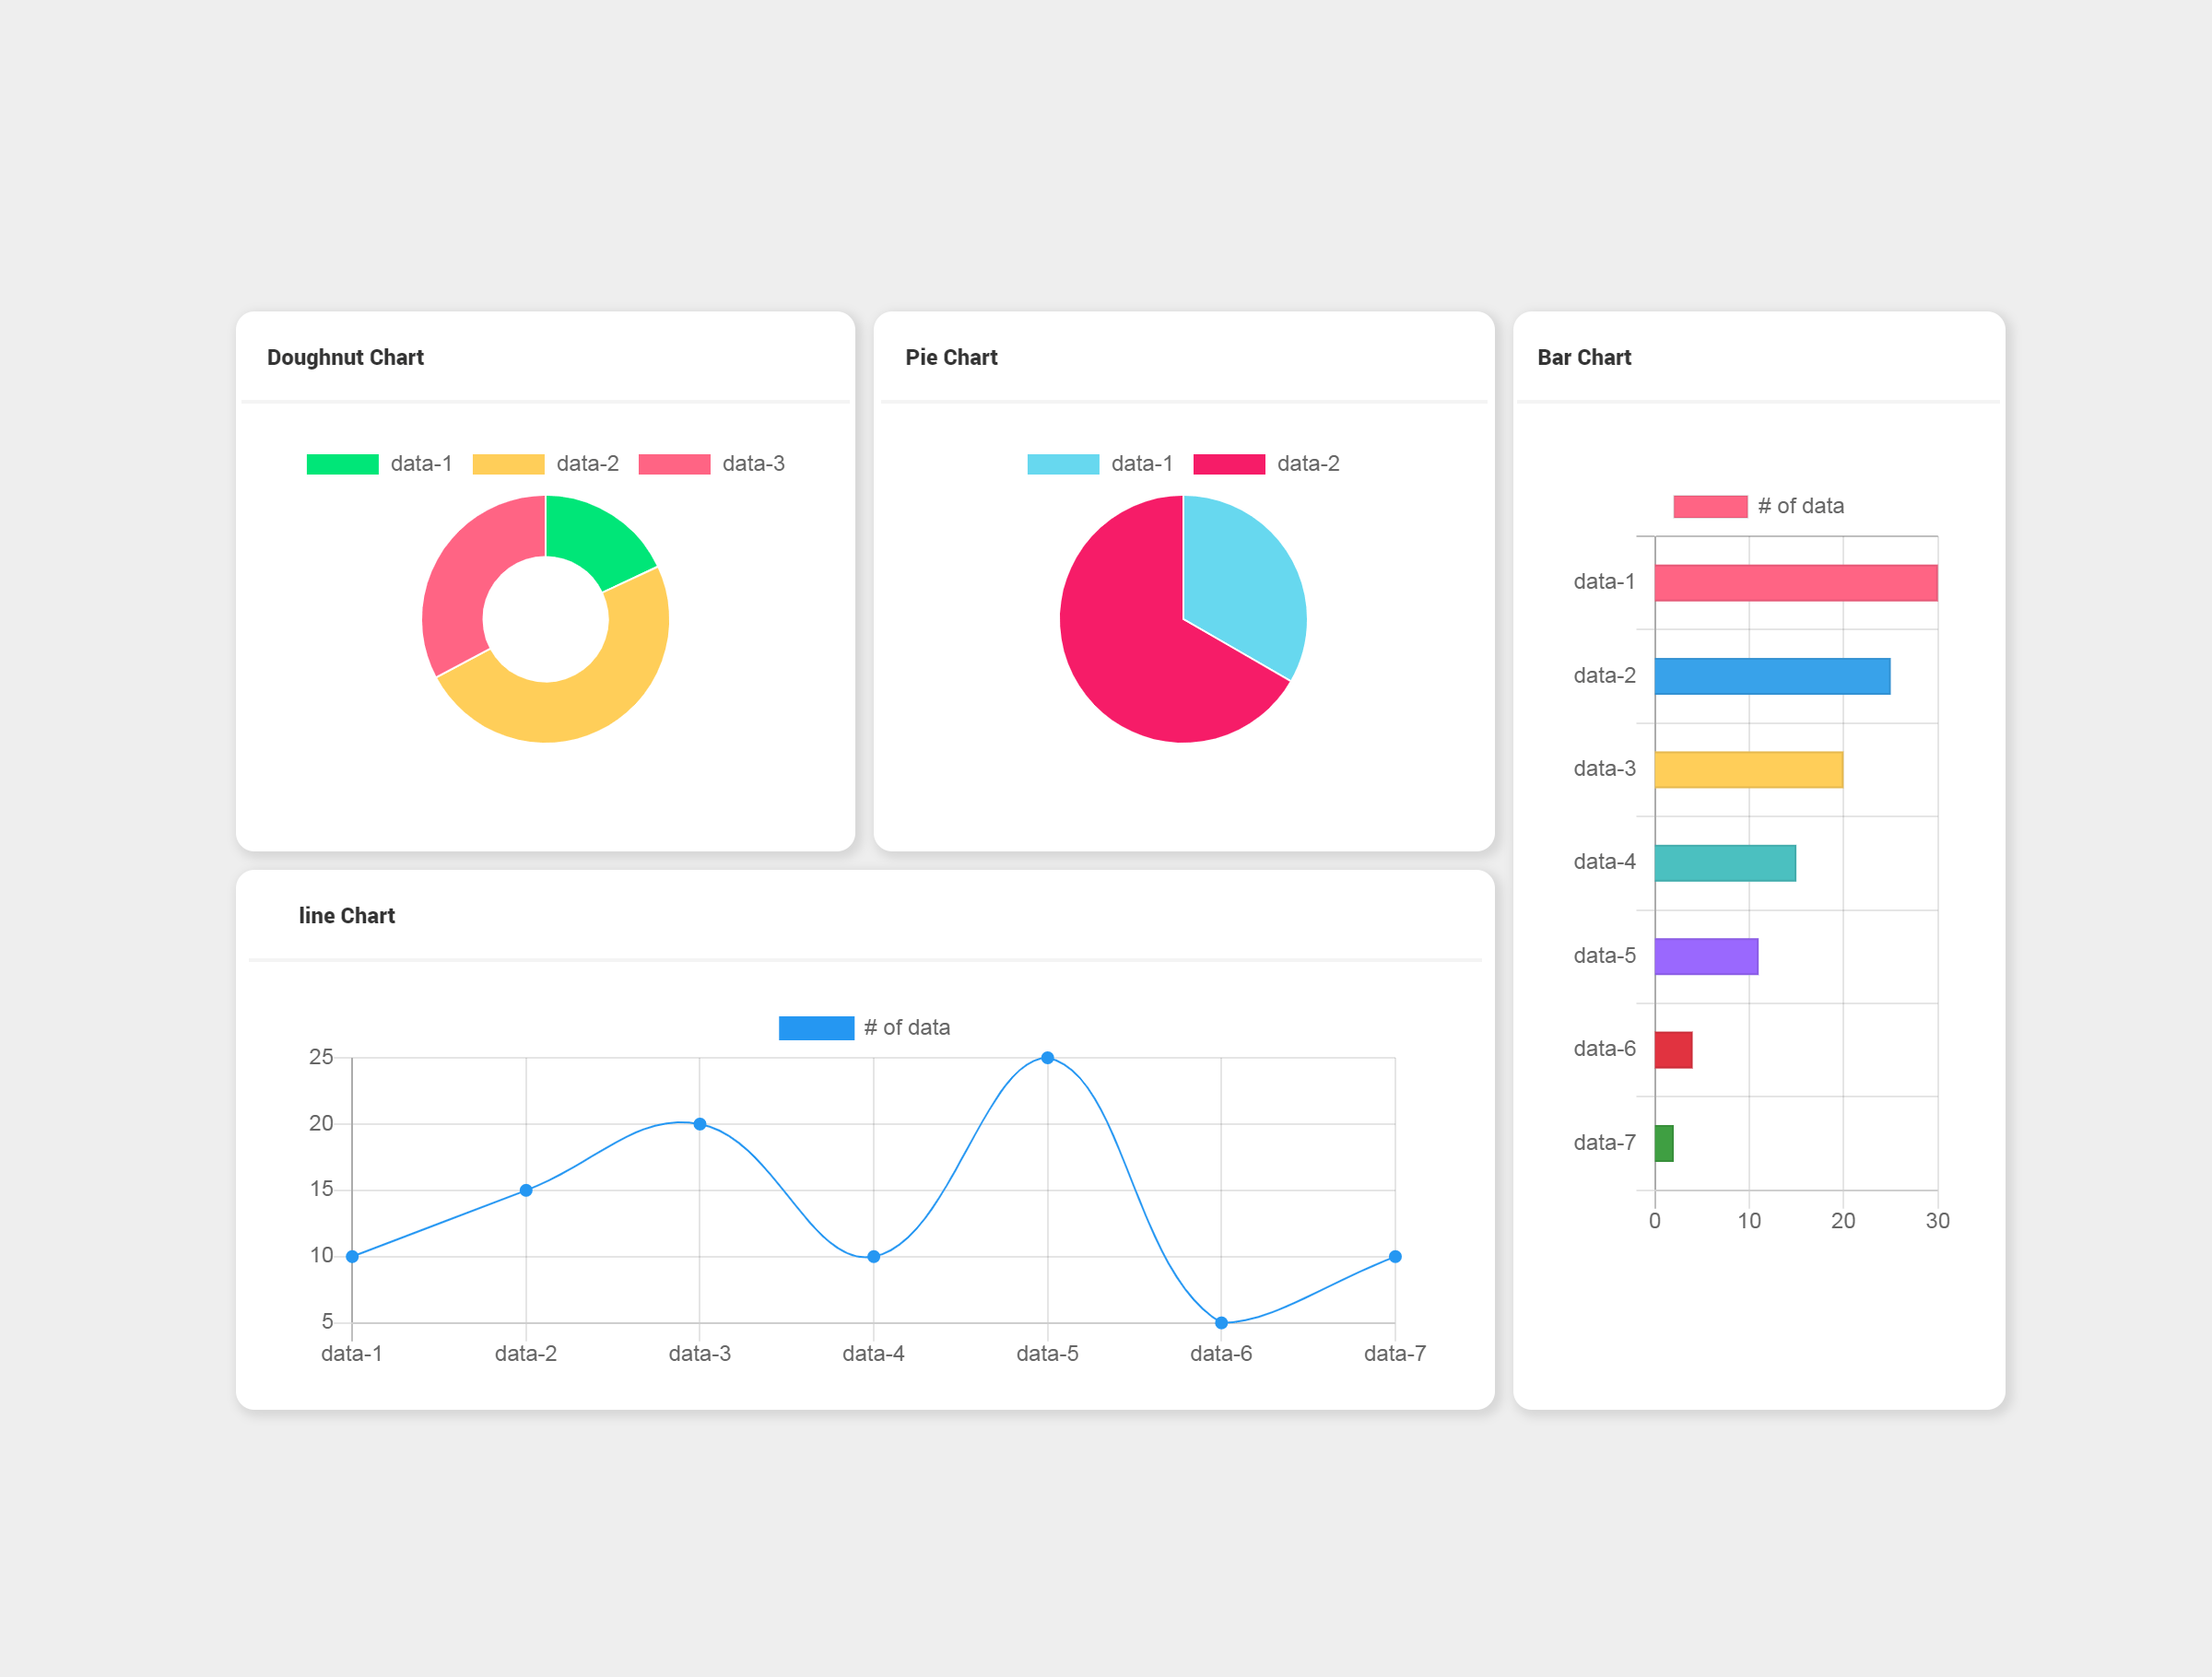 Doughnut Chart
data-1 data-2 data-3
Pie Chart
data-1 data-2
Bar Chart
# of data
data-1
data-2
data-3
data-4
data-5
data-6
data-7
0 10 20 30
line Chart
# of data
25
20
15
10
5
data-1 data-2 data-3 data-4 data-5 data-6 data-7